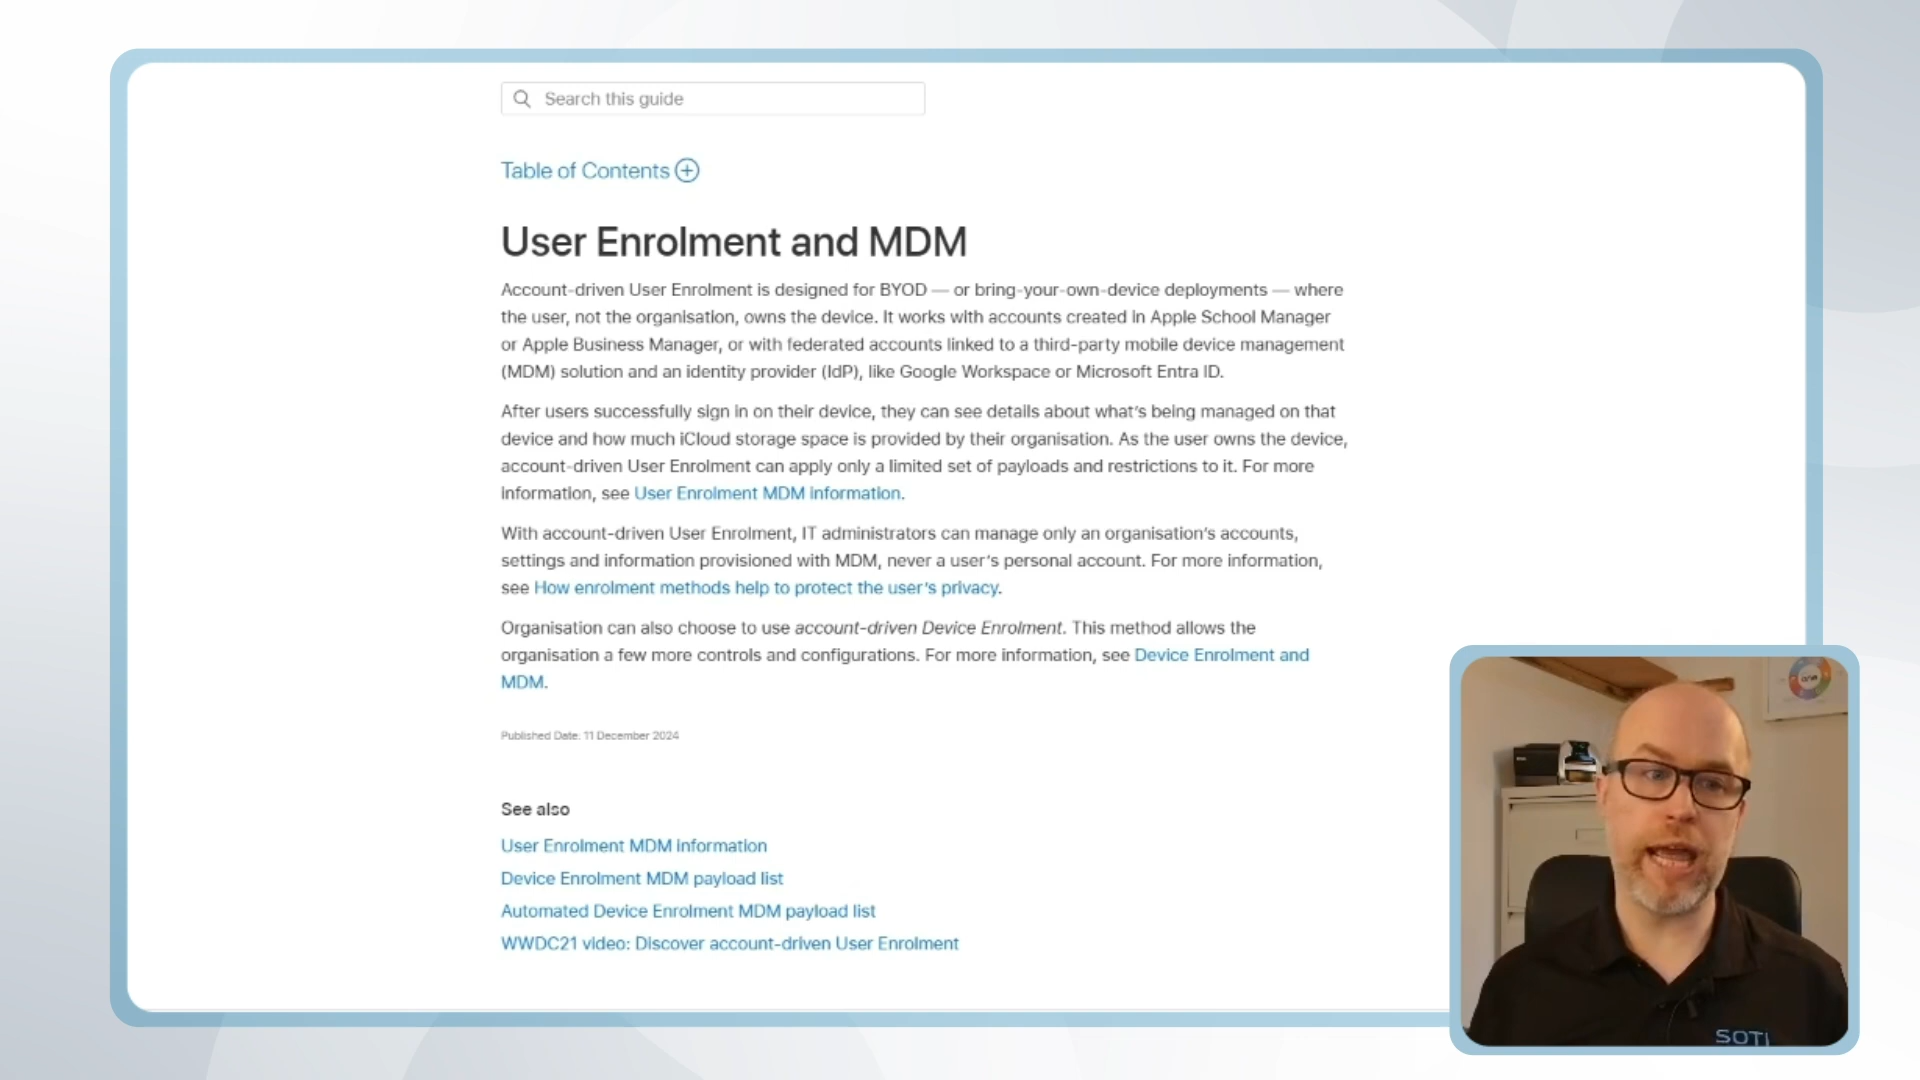 Search this guide
Table of Contents
User Enrolment and MDM
Account-driven User Enrolment is designed for BYOD — or bring-your-own-device deployments — where
the user, not the organisation, owns the device. It works with accounts created in Apple School Manager
or Apple Business Manager, or with federated accounts linked to a third-party mobile device management
(MDM) solution and an identity provider (IdP), like Google Workspace or Microsoft Entra ID.
After users successfully sign in on their device, they can see details about what's being managed on that
device and how much iCloud storage space is provided by their organisation. As the user owns the device,
account-driven User Enrolment can apply only a limited set of payloads and restrictions to it. For more
information, see User Enrolment MDM information.
With account-driven User Enrolment, IT administrators can manage only an organisation's accounts,
settings and information provisioned with MDM, never a user's personal account. For more information,
see How enrolment methods help to protect the user's privacy.
Organisation can also choose to use account-driven Device Enrolment. This method allows the
organisation a few more controls and configurations. For more information, see Device Enrolment and
MDM.
Published Date: 11 December 2024
See also
User Enrolment MDM information
Device Enrolment MDM payload list
Automated Device Enrolment MDM payload list
WWDC21 video: Discover account-driven User Enrolment
SOTI